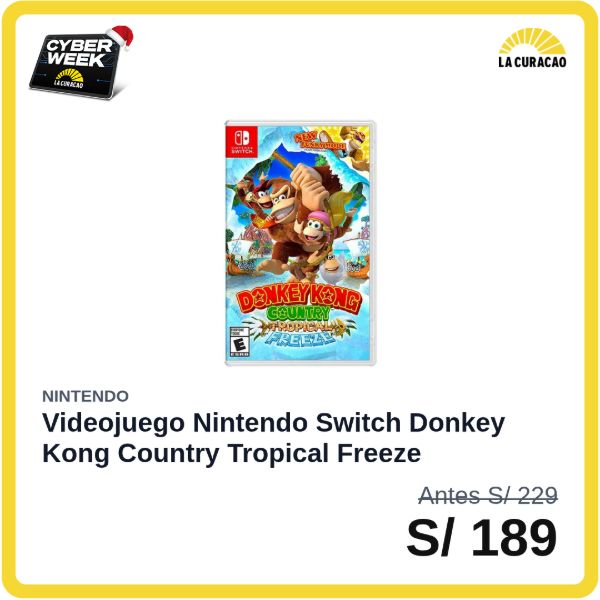 CYBER
WEEK
LA CURACAO
LA CURACAO
NINTENDO
SWITCH
NEW
DONKEY KONG
COUNTRY
TROPICAL
FREEZE
E
ESRB
NINTENDO
Videojuego Nintendo Switch Donkey
Kong Country Tropical Freeze
Antes S/ 229
S/ 189